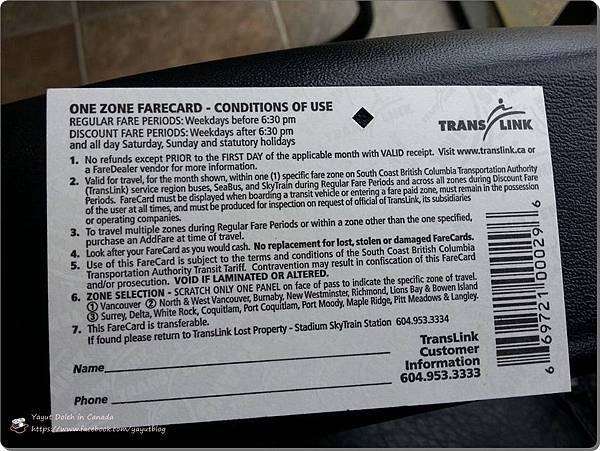 ONE ZONE FARECARD - CONDITIONS OF USE
REGULAR FARE PERIODS: Weekdays before 6:30 pm
DISCOUNT FARE PERIODS: Weekdays after 6:30 pm
and all day Saturday, Sunday and statutory holidays
TRANS LINK
1. No refunds except PRIOR to the FIRST DAY of the applicable month with VALID receipt. Visit www.translink.ca or
a FareDealer vendor for more information.
2. Valid for travel, for the month shown, within one (1) specific fare zone on South Coast British Columbia Transportation Authority
(TransLink) service region buses, SeaBus, and SkyTrain during Regular Fare Periods and across all zones during Discount Fare
Periods. FareCard must be displayed when boarding a transit vehicle or entering a fare paid zone, must remain in the possession
of the user at all times, and must be produced for inspection on request of official of TransLink, its subsidiaries
or operating companies.
3. To travel multiple zones during Regular Fare Periods or within a zone other than the one specified,
purchase an AddFare at time of travel.
4. Look after your FareCard as you would cash. No replacement for lost, stolen or damaged FareCards.
5. Use of this FareCard is subject to the terms and conditions of the South Coast British Columbia
Transportation Authority Transit Tariff. Contravention may result in confiscation of this FareCard
and/or prosecution. VOID IF LAMINATED OR ALTERED.
6. ZONE SELECTION - SCRATCH ONLY ONE PANEL on face of pass to indicate the specific zone of travel.
① Vancouver ② North & West Vancouver, Burnaby, New Westminster, Richmond, Lions Bay & Bowen Island
③ Surrey, Delta, White Rock, Coquitlam, Port Coquitlam, Port Moody, Maple Ridge, Pitt Meadows & Langley.
7. This FareCard is transferable.
If found please return to TransLink Lost Property - Stadium SkyTrain Station 604.953.3334
Name
Phone
TransLink
Customer
Information
604.953.3333
6 69721 00029 6
Yayut Doleh in Canada
https://www.facebook.com/yayutblog